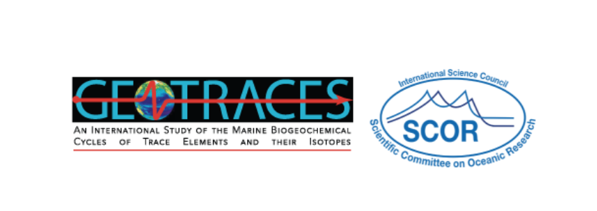 GEOTRACES
AN INTERNATIONAL STUDY OF THE MARINE BIOGEOCHEMICAL
CYCLES OF TRACE ELEMENTS AND THEIR ISOTOPES
International Science Council
SCOR
Scientific Committee on Oceanic Research